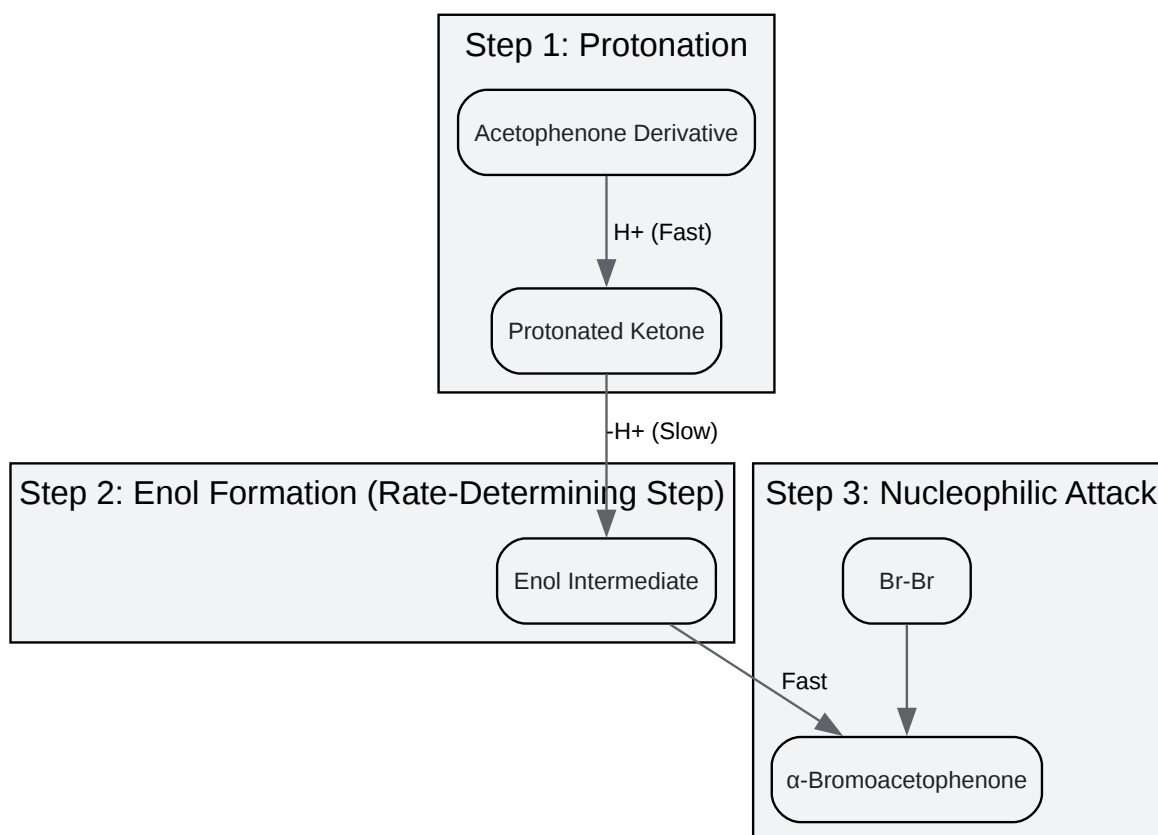 Step 1: Protonation
Acetophenone Derivative
H+ (Fast)
Protonated Ketone
-H+ (Slow)
Step 2: Enol Formation (Rate-Determining Step)
Enol Intermediate
Step 3: Nucleophilic Attack
Br-Br
Fast
α-Bromoacetophenone